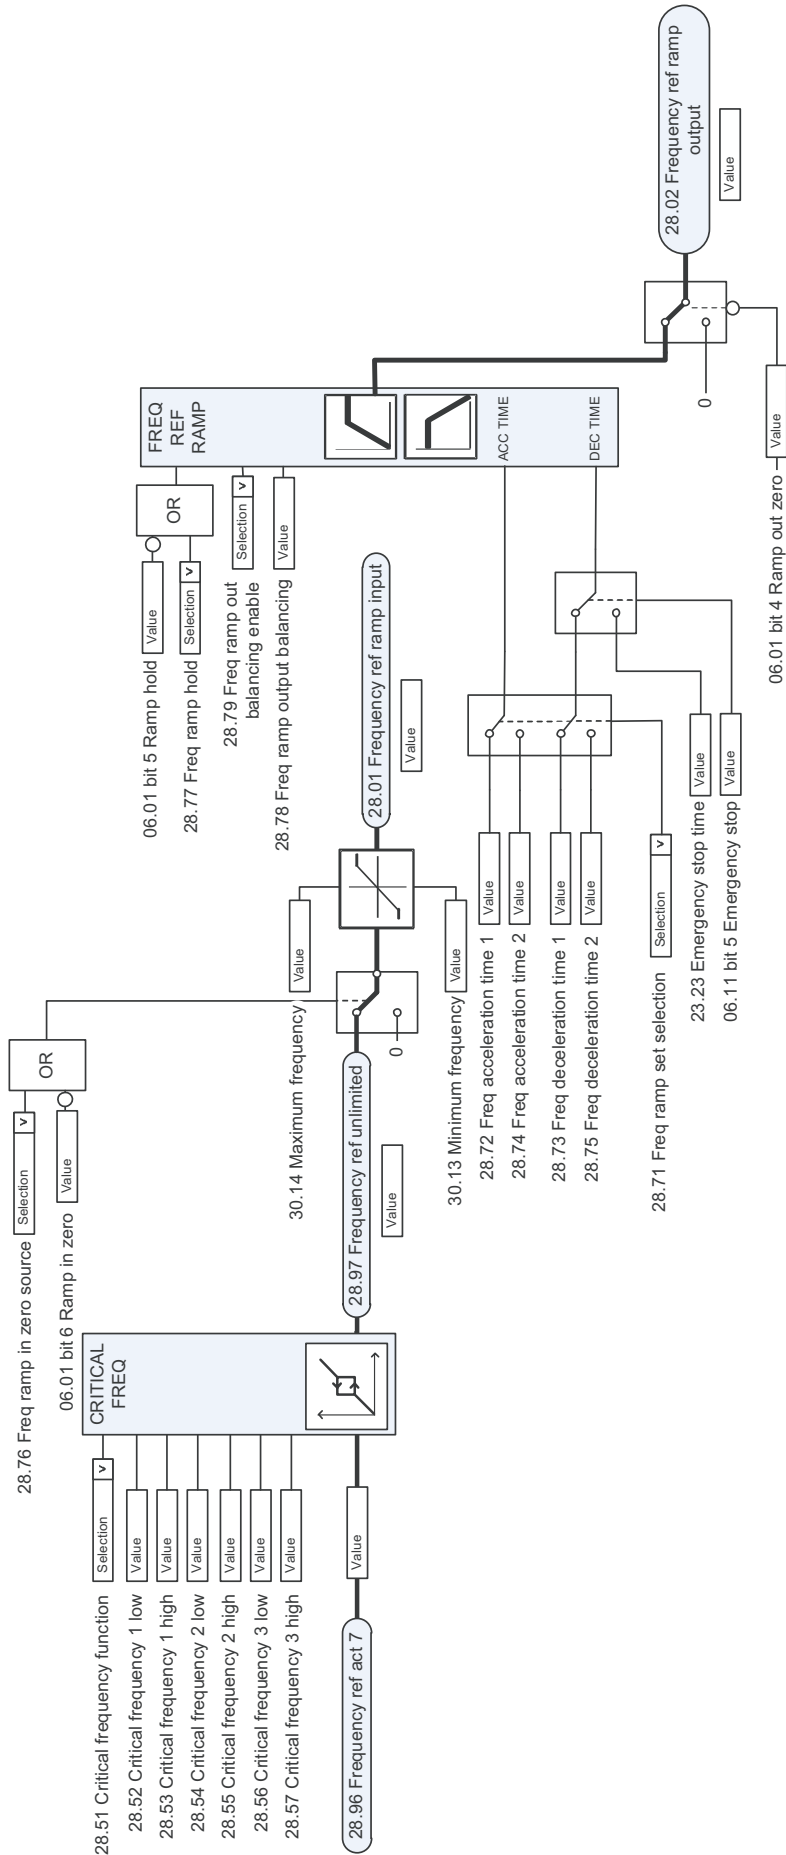 28.76 Freq ramp in zero source
Selection
v
OR
06.01 bit 6 Ramp in zero
Value
28.51 Critical frequency function
Selection
v
28.52 Critical frequency 1 low
Value
28.53 Critical frequency 1 high
Value
28.54 Critical frequency 2 low
Value
28.55 Critical frequency 2 high
Value
28.56 Critical frequency 3 low
Value
28.57 Critical frequency 3 high
Value
CRITICAL
FREQ
28.96 Frequency ref act 7
Value
28.97 Frequency ref unlimited
Value
0
30.14 Maximum frequency
Value
30.13 Minimum frequency
Value
28.01 Frequency ref ramp input
Value
06.01 bit 5 Ramp hold
Value
28.77 Freq ramp hold
Selection
v
OR
28.79 Freq ramp out
balancing enable
Selection
v
28.78 Freq ramp output balancing
Value
FREQ
REF
RAMP
ACC TIME
DEC TIME
28.72 Freq acceleration time 1
Value
28.74 Freq acceleration time 2
Value
28.73 Freq deceleration time 1
Value
28.75 Freq deceleration time 2
Value
28.71 Freq ramp set selection
Selection
v
23.23 Emergency stop time
Value
06.11 bit 5 Emergency stop
Value
0
06.01 bit 4 Ramp out zero
Value
28.02 Frequency ref ramp
output
Value